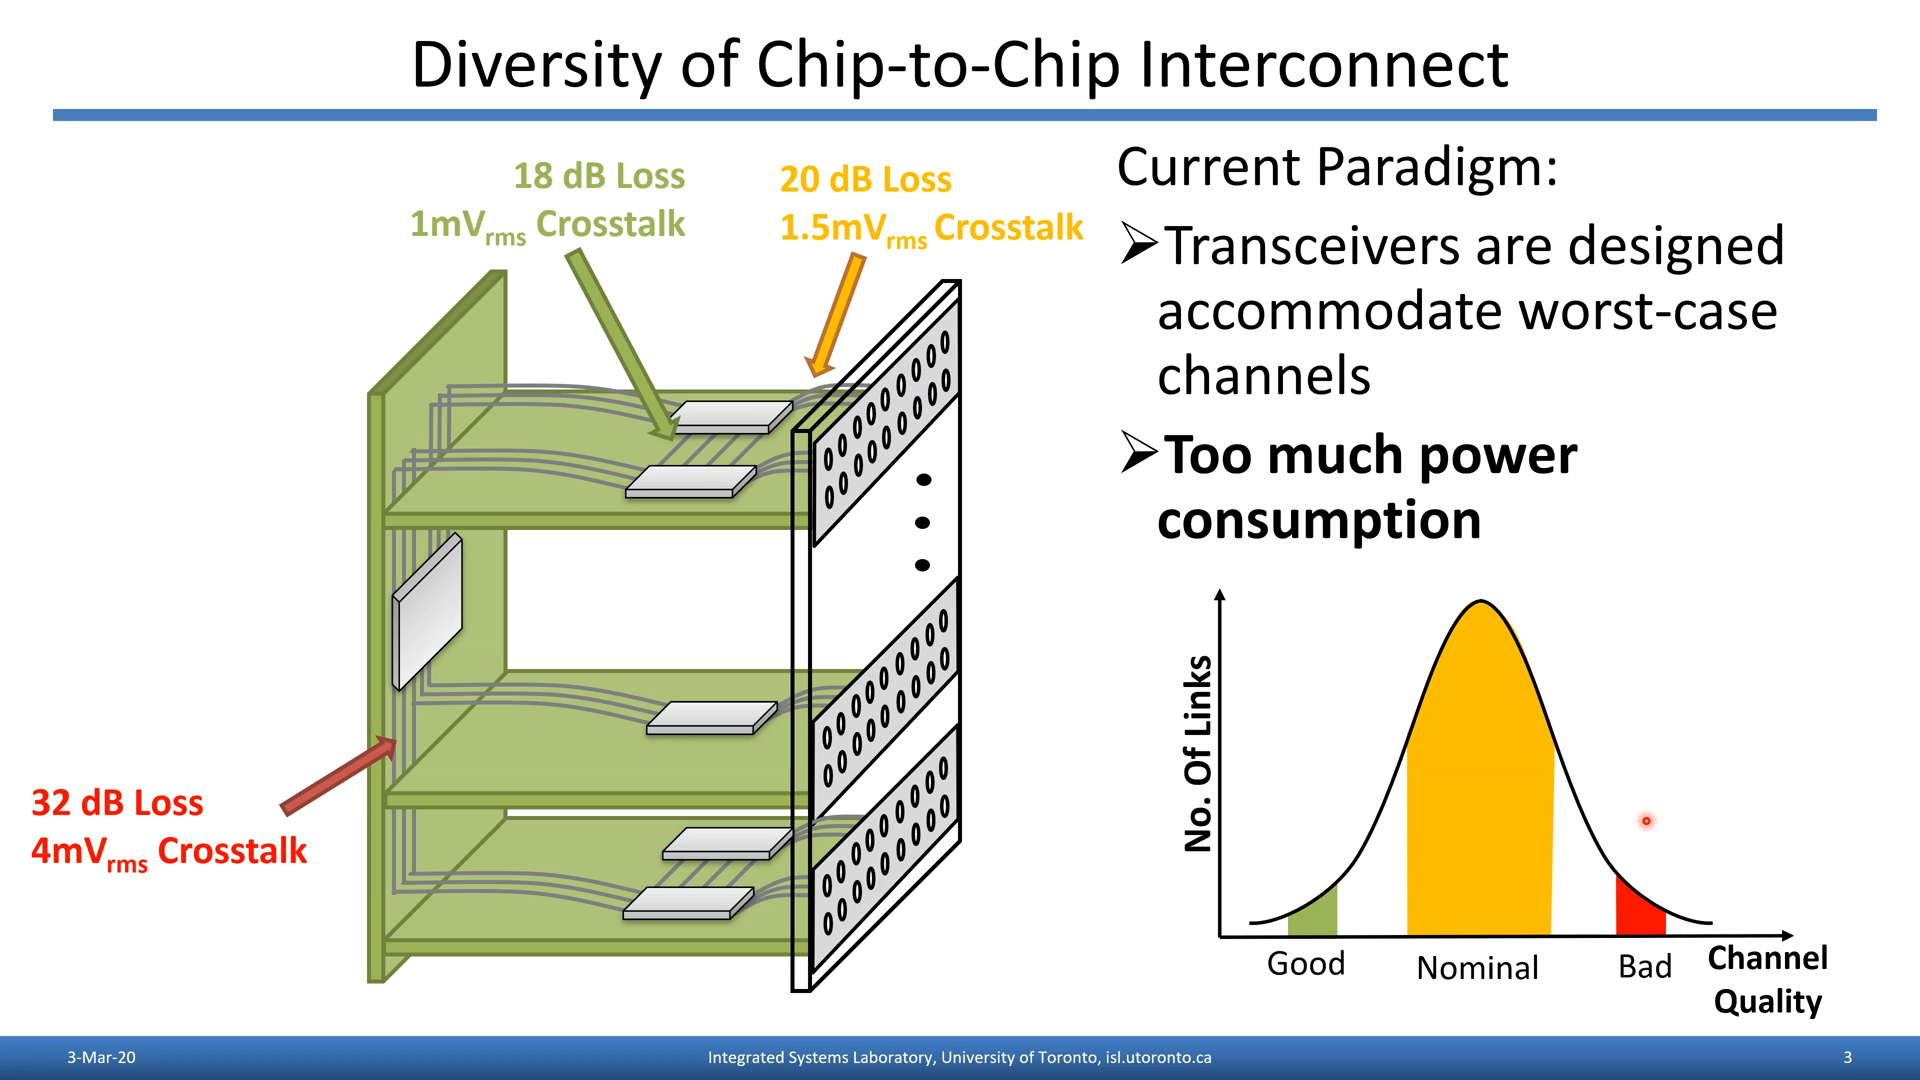 Diversity of Chip-to-Chip Interconnect
18 dB Loss
1mVrms Crosstalk
20 dB Loss
1.5mVrms Crosstalk
32 dB Loss
4mVrms Crosstalk
Current Paradigm:
Transceivers are designed
accommodate worst-case
channels
Too much power
consumption
No. Of Links
Good
Nominal
Bad
Channel
Quality
3-Mar-20
Integrated Systems Laboratory, University of Toronto, isl.utoronto.ca
3